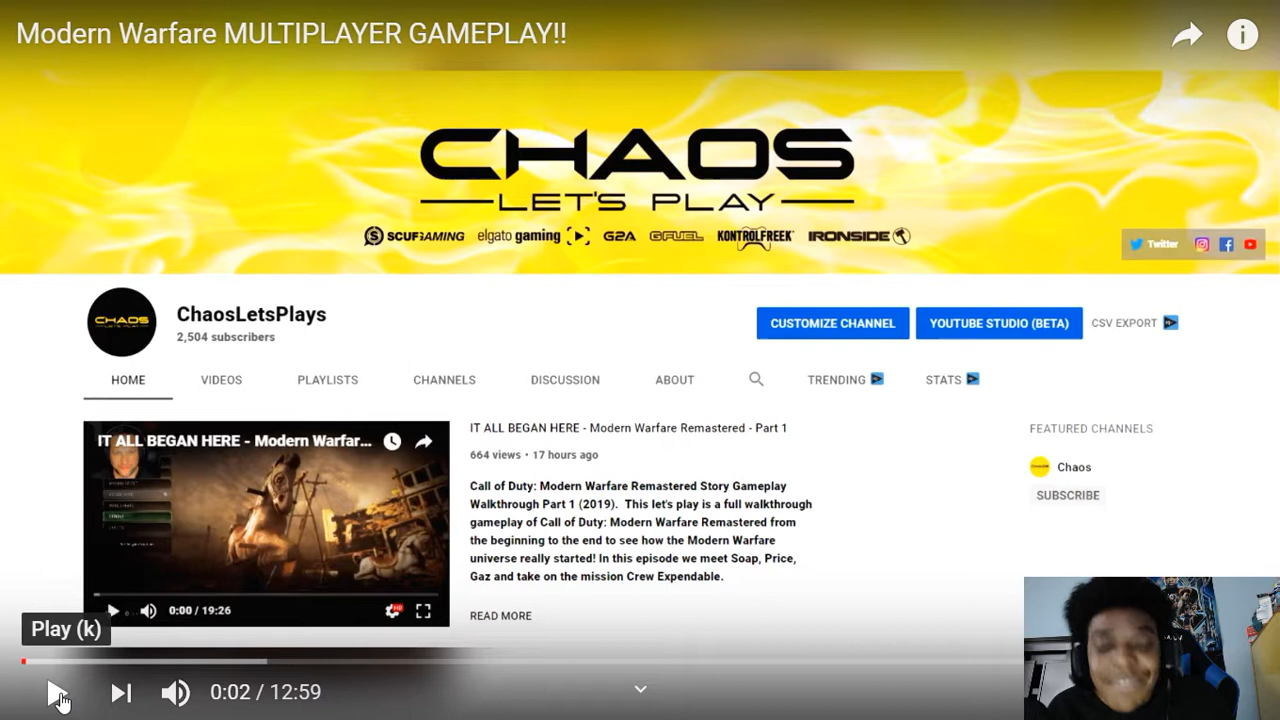 Modern Warfare MULTIPLAYER GAMEPLAY!!
CHAOS
LET'S PLAY
SCUFGAMING elgato gaming G2A GFUEL KONTROLFREEK IRONSIDE
Twitter
CHAOS
ChaosLetsPlays
2,504 subscribers
CUSTOMIZE CHANNEL
YOUTUBE STUDIO (BETA)
CSV EXPORT
HOME VIDEOS PLAYLISTS CHANNELS DISCUSSION ABOUT TRENDING STATS
IT ALL BEGAN HERE - Modern Warfar...
0:00 / 19:26
HD
IT ALL BEGAN HERE - Modern Warfare Remastered - Part 1
664 views • 17 hours ago
Call of Duty: Modern Warfare Remastered Story Gameplay
Walkthrough Part 1 (2019). This let's play is a full walkthrough
gameplay of Call of Duty: Modern Warfare Remastered from
the beginning to the end to see how the Modern Warfare
universe really started! In this episode we meet Soap, Price,
Gaz and take on the mission Crew Expendable.
READ MORE
FEATURED CHANNELS
Chaos
SUBSCRIBE
Play (k)
0:02 / 12:59